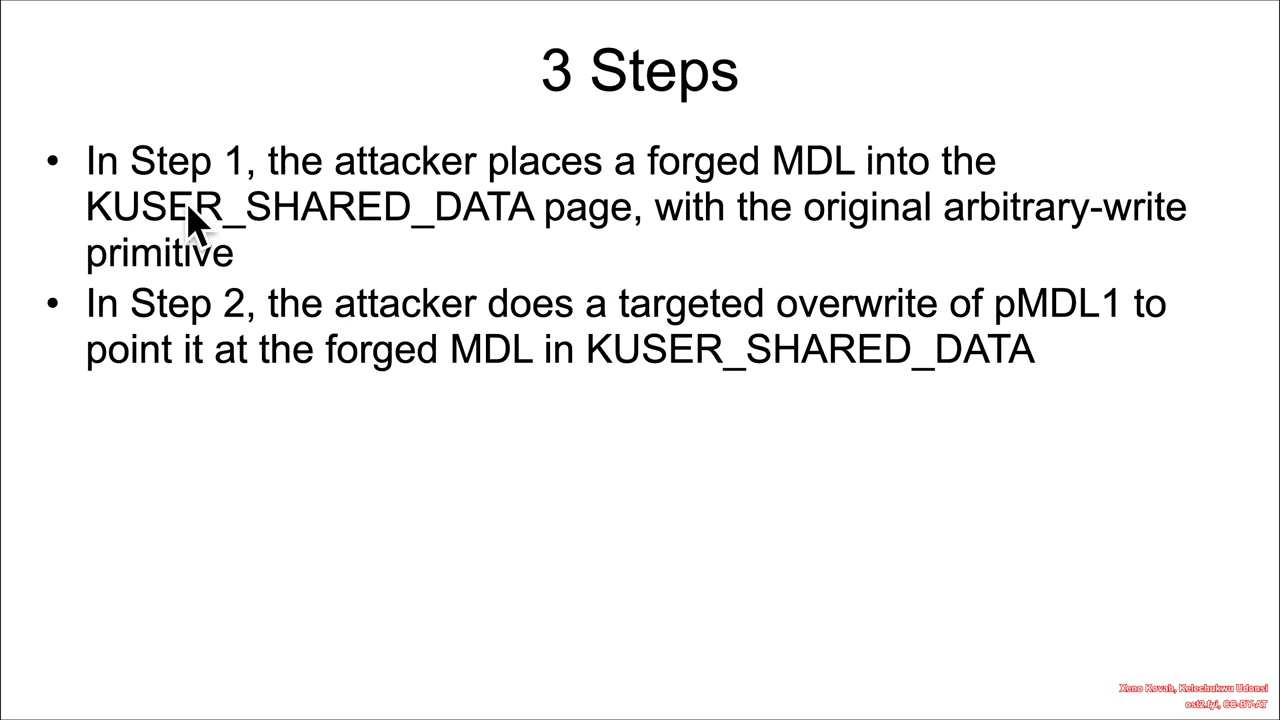 3 Steps
• In Step 1, the attacker places a forged MDL into the
KUSER_SHARED_DATA page, with the original arbitrary-write
primitive
• In Step 2, the attacker does a targeted overwrite of pMDL1 to
point it at the forged MDL in KUSER_SHARED_DATA
Xeno Kovah, Kelechukwu Udonsi
ost2.fyi, CC-BY-AT